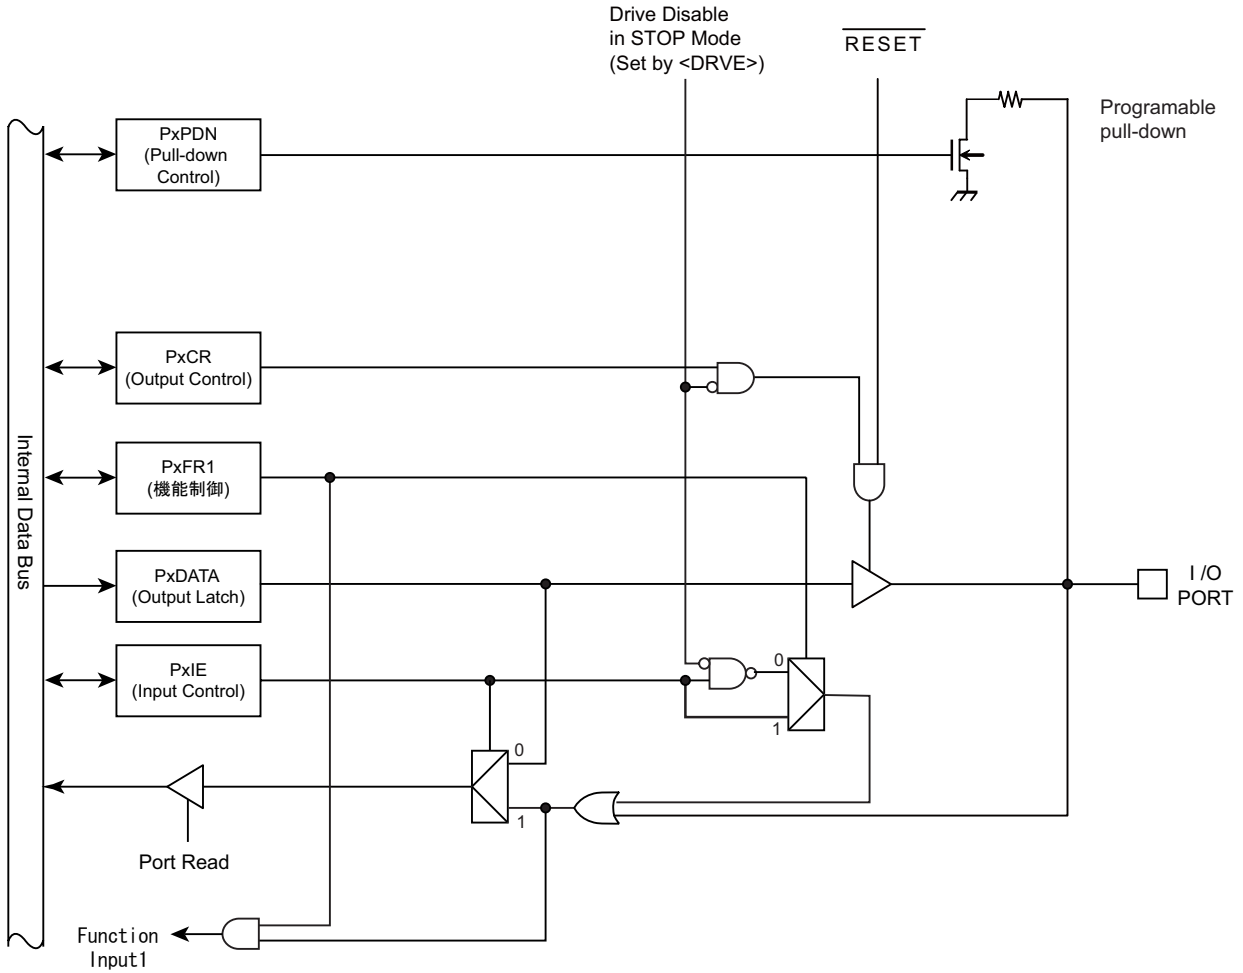 Drive Disable
in STOP Mode
(Set by <DRVE>)
RESET
Programable
pull-down
PxPDN
(Pull-down
Control)
PxCR
(Output Control)
PxFR1
(機能制御)
Internal Data Bus
PxDATA
(Output Latch)
I /O
PORT
PxIE
(Input Control)
0
1
0
1
Port Read
Function
Input1